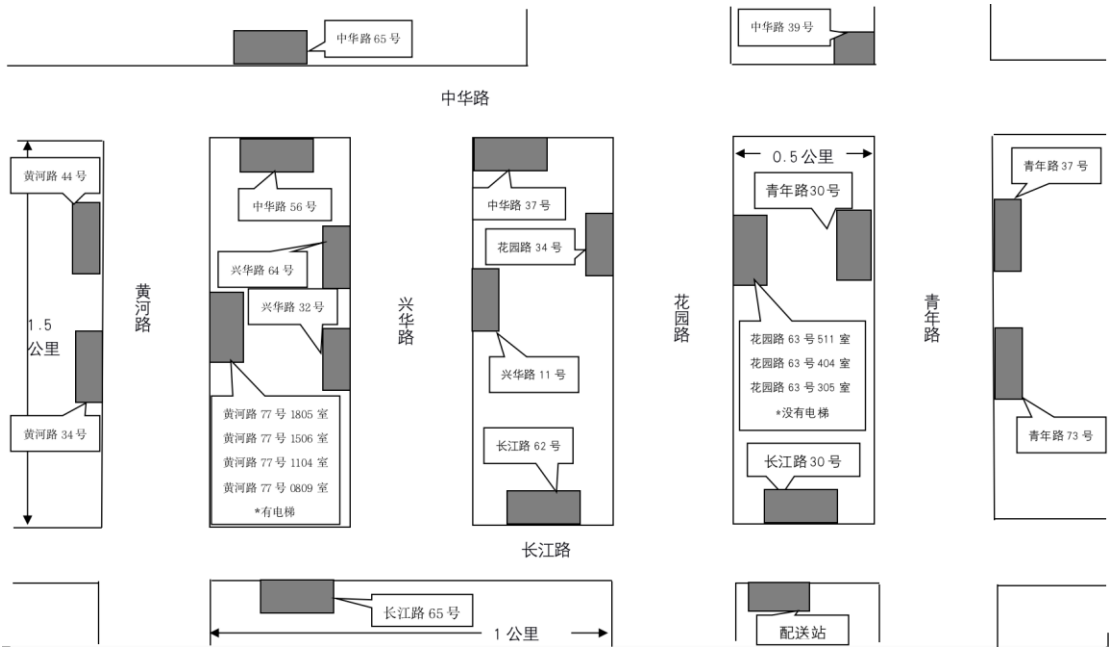 中华路 65 号
中华路 39 号
中华路
黄河路 44 号
1.5
公里
黄河路 34 号
黄河路
中华路 56 号
兴华路 64 号
兴华路 32 号
黄河路 77 号 1805 室
黄河路 77 号 1506 室
黄河路 77 号 1104 室
黄河路 77 号 0809 室
*有电梯
兴华路
中华路 37 号
花园路 34 号
兴华路 11 号
长江路 62 号
花园路
0.5 公里
青年路 30 号
花园路 63 号 511 室
花园路 63 号 404 室
花园路 63 号 305 室
*没有电梯
长江路 30 号
青年路
青年路 37 号
青年路 73 号
长江路
长江路 65 号
1 公里
配送站